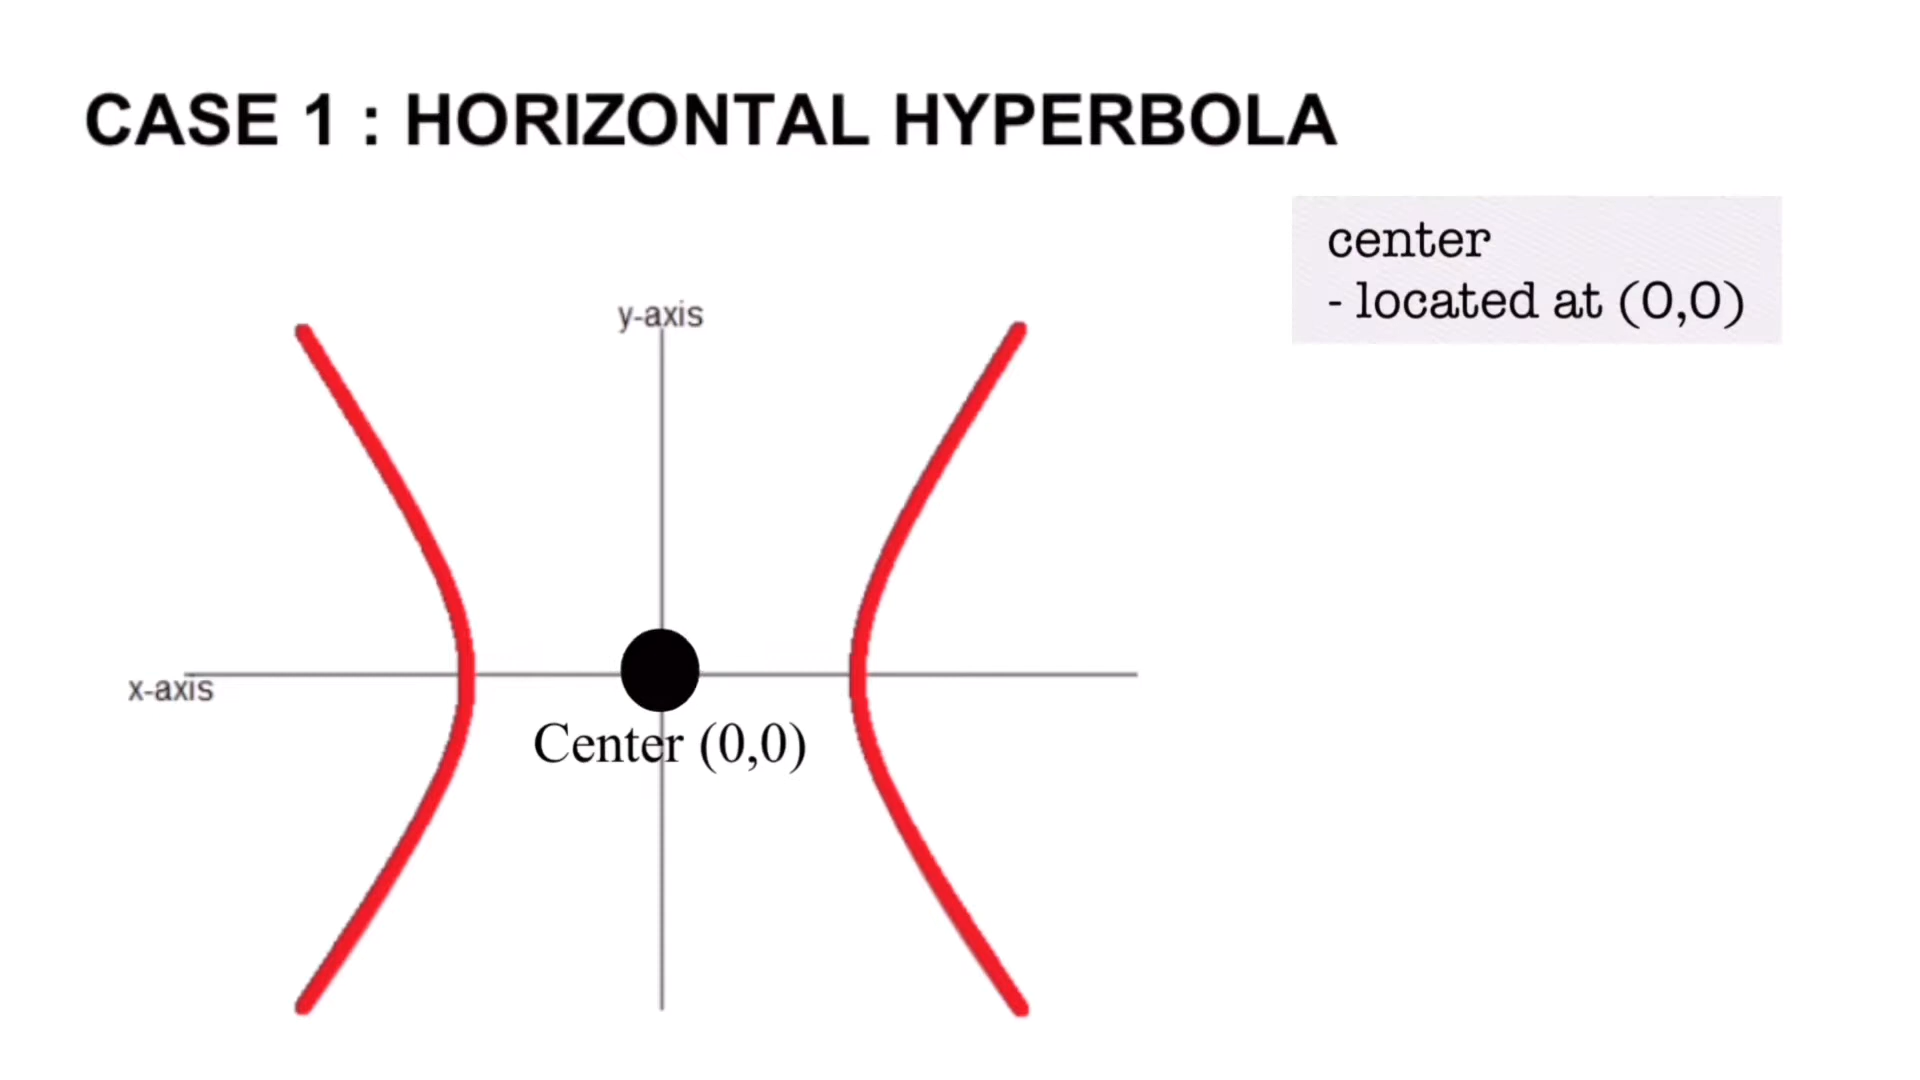 CASE 1 : HORIZONTAL HYPERBOLA
center
- located at (0,0)
y-axis
x-axis
Center (0,0)